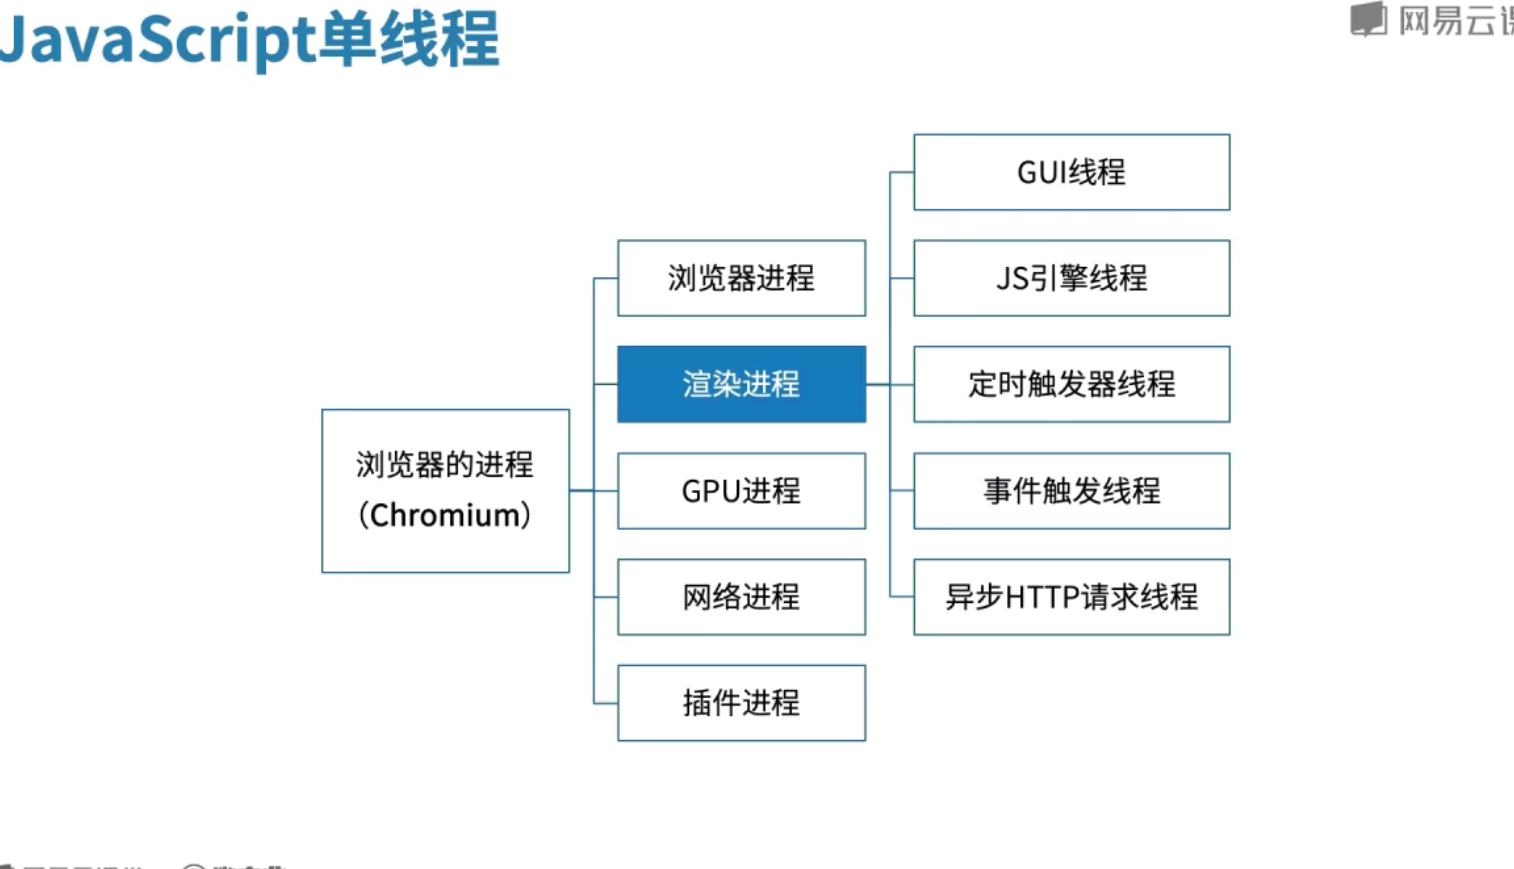 JavaScript单线程
网易云课
GUI线程
浏览器进程
JS引擎线程
渲染进程
定时触发器线程
浏览器的进程
（Chromium）
GPU进程
事件触发线程
网络进程
异步HTTP请求线程
插件进程